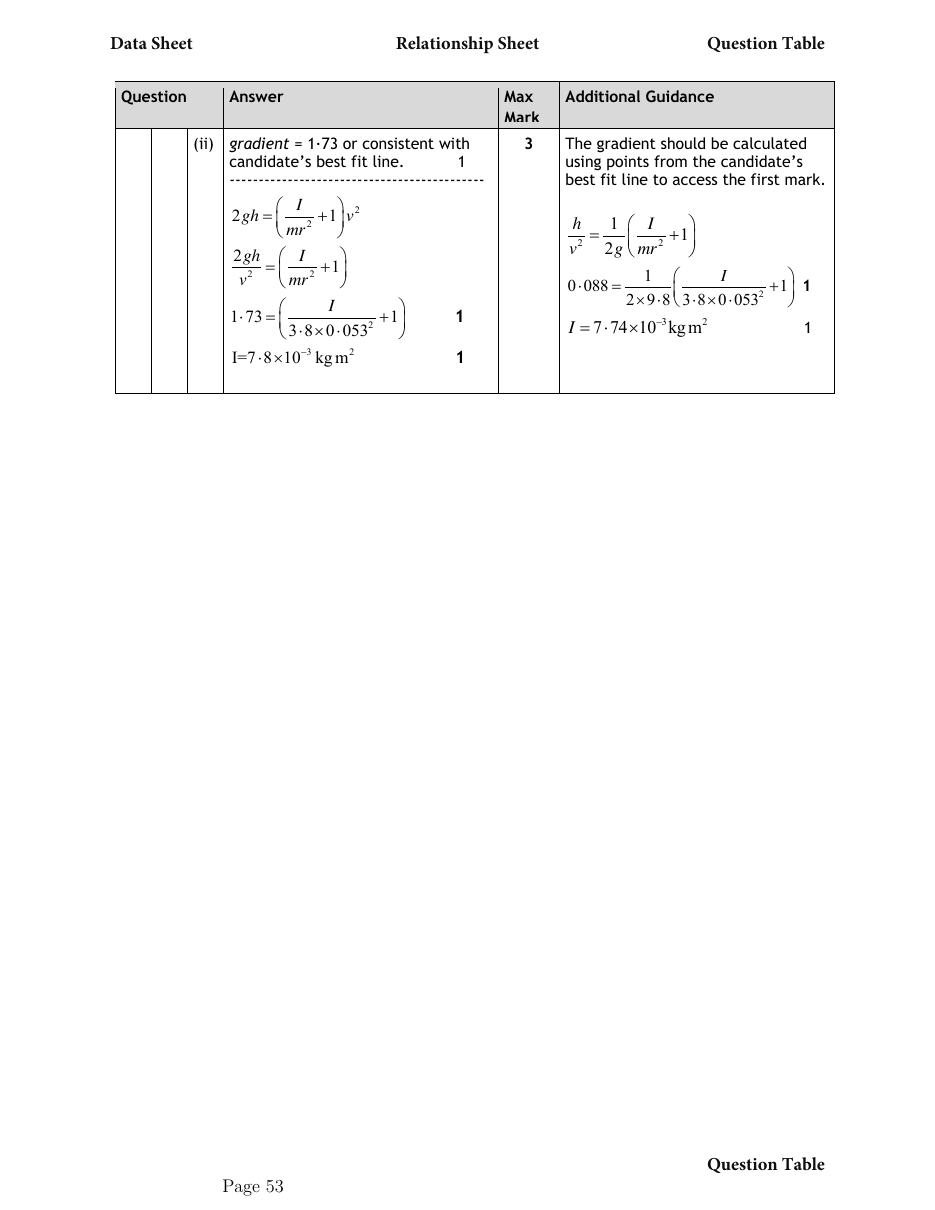 Data Sheet Relationship Sheet Question Table
Question Answer Max Mark Additional Guidance
(ii) gradient = 1·73 or consistent with
candidate’s best fit line. 1
--------------------------------------------
2gh = (I/mr² + 1)v²
2gh/v² = (I/mr² + 1)
1·73 = (I/(3·8×0·053²) + 1) 1
I=7·8×10⁻³ kg m² 1
3
The gradient should be calculated
using points from the candidate’s
best fit line to access the first mark.
h/v² = 1/2g (I/mr² + 1)
0·088 = 1/(2×9·8) (I/(3·8×0·053²) + 1) 1
I = 7·74×10⁻³ kg m² 1
Question Table
Page 53